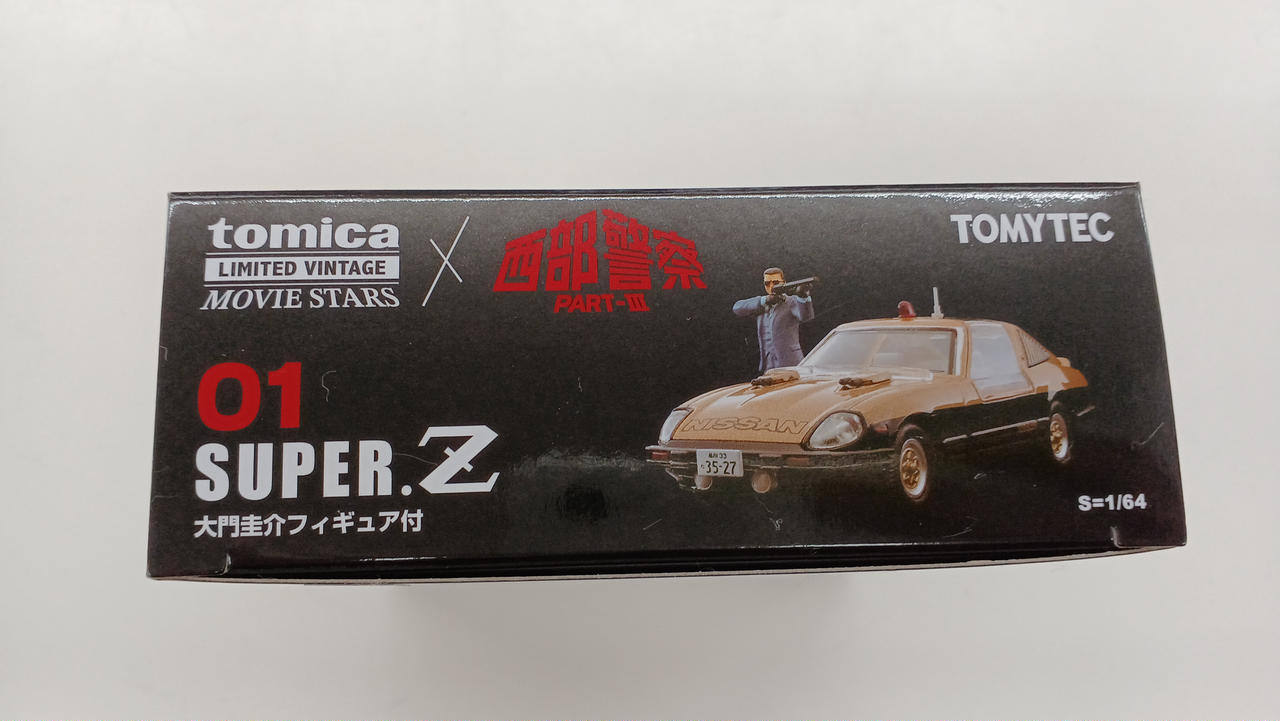 tomica
LIMITED VINTAGE
MOVIE STARS
×
西部警察
PART-III
TOMYTEC
01
SUPER.Z
大門圭介フィギュア付
NISSAN
35-27
S=1/64